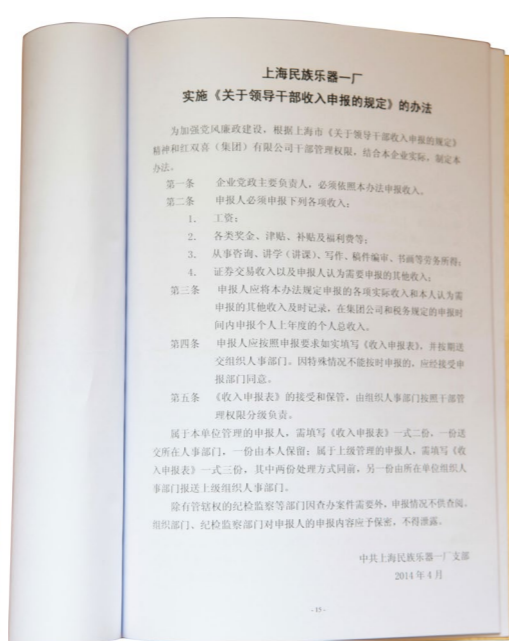 上海民族乐器一厂
实施《关于领导干部收入申报的规定》的办法
为加强党风廉政建设，根据上海市《关于领导干部收入申报的规定》
精神和红双喜（集团）有限公司干部管理权限，结合本企业实际，制定本
办法。
第一条 企业党政主要负责人，必须依照本办法申报收入。
第二条 申报人必须申报下列各项收入：
1. 工资；
2. 各类奖金、津贴、补贴及福利费等；
3. 从事咨询、讲学（讲课）、写作、稿件编审、书画等劳务所得；
4. 证券交易收入以及申报人认为需要申报的其他收入；
第三条 申报人应将本办法规定申报的各项实际收入和本人认为需
申报的其他收入及时记录，在集团公司和税务规定的申报时
间内申报个人上年度的个人总收入。
第四条 申报人应按照申报要求如实填写《收入申报表》，并按期送
交组织人事部门。因特殊情况不能按时申报的，应经接受申
报部门同意。
第五条 《收入申报表》的接受和保管，由组织人事部门按照干部管
理权限分级负责。
属于本单位管理的申报人，需填写《收入申报表》一式二份，一份送
交所在人事部门，一份由本人保留；属于上级管理的申报人，需填写《收
入申报表》一式三份，其中两份处理方式同前，另一份由所在单位组织人
事部门报送上级组织人事部门。
除有管辖权的纪检监察等部门因查办案件需要外，申报情况不供查阅。
组织部门、纪检监察部门对申报人的申报内容应予保密，不得泄露。
中共上海民族乐器一厂支部
2014 年 4 月
- 15 -